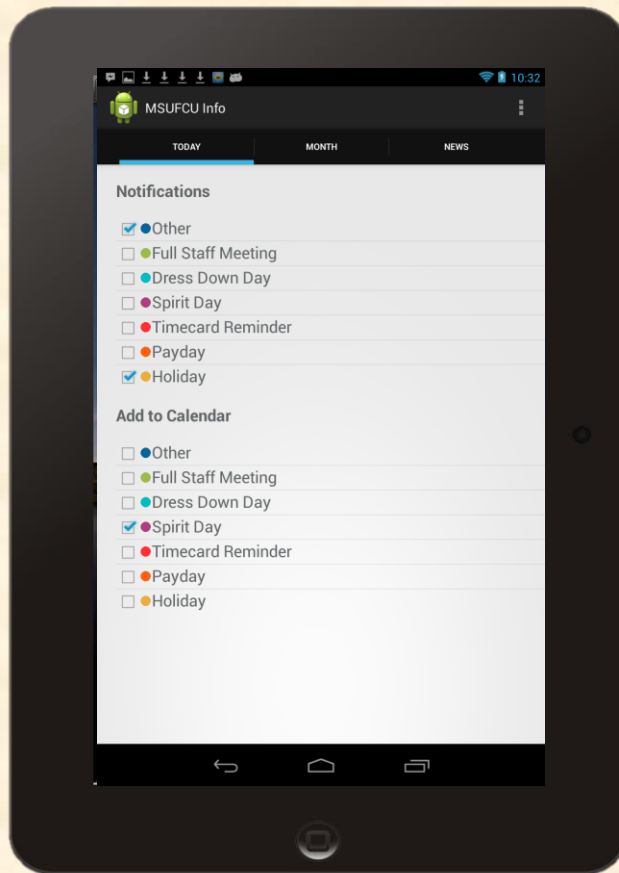 10:32
MSUFCU Info
TODAY MONTH NEWS
Notifications
Other
Full Staff Meeting
Dress Down Day
Spirit Day
Timecard Reminder
Payday
Holiday
Add to Calendar
Other
Full Staff Meeting
Dress Down Day
Spirit Day
Timecard Reminder
Payday
Holiday